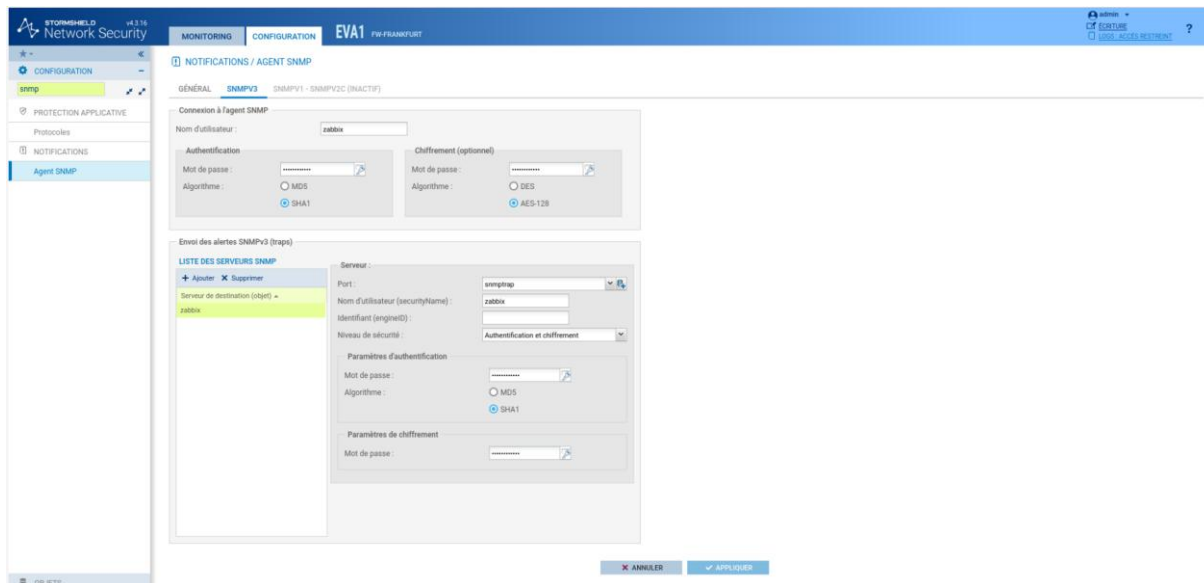 STORMSHIELD v4.3.16
Network Security
MONITORING
CONFIGURATION
EVA1 FW-FRANKFURT
admin
ÉCRITURE
LOGS : ACCÈS RESTREINT
?
CONFIGURATION
snmp
PROTECTION APPLICATIVE
Protocoles
NOTIFICATIONS
Agent SNMP
OBJETS
NOTIFICATIONS / AGENT SNMP
GÉNÉRAL
SNMPV3
SNMPV1 - SNMPV2C (INACTIF)
Connexion à l'agent SNMP
Nom d'utilisateur : zabbix
Authentification
Mot de passe : ••••••••••••
Algorithme : MD5
SHA1
Chiffrement (optionnel)
Mot de passe : ••••••••••••
Algorithme : DES
AES-128
Envoi des alertes SNMPv3 (traps)
LISTE DES SERVEURS SNMP
+ Ajouter × Supprimer
Serveur de destination (objet)
zabbix
Serveur :
Port : snmptrap
Nom d'utilisateur (securityName) : zabbix
Identifiant (engineID) :
Niveau de sécurité : Authentification et chiffrement
Paramètres d'authentification
Mot de passe : ••••••••••••
Algorithme : MD5
SHA1
Paramètres de chiffrement
Mot de passe : ••••••••••••
× ANNULER
✓ APPLIQUER